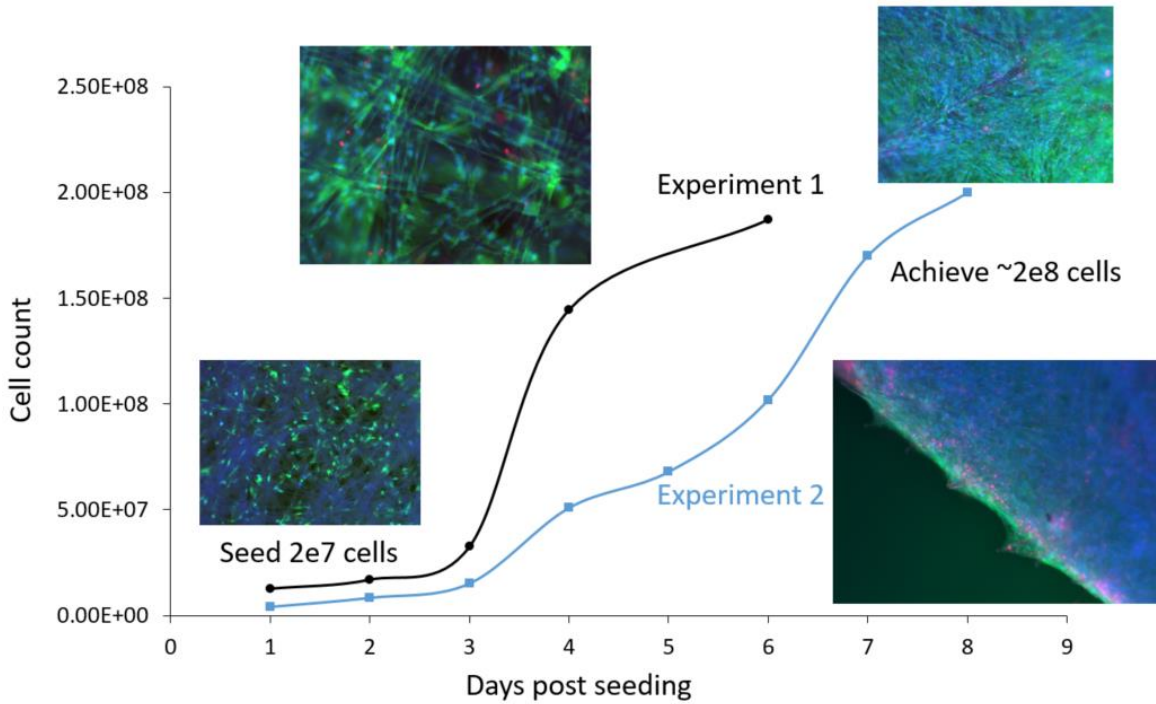 2.50E+08
2.00E+08
1.50E+08
1.00E+08
5.00E+07
0.00E+00
Cell count
Experiment 1
Achieve ~2e8 cells
Experiment 2
Seed 2e7 cells
0 1 2 3 4 5 6 7 8 9
Days post seeding